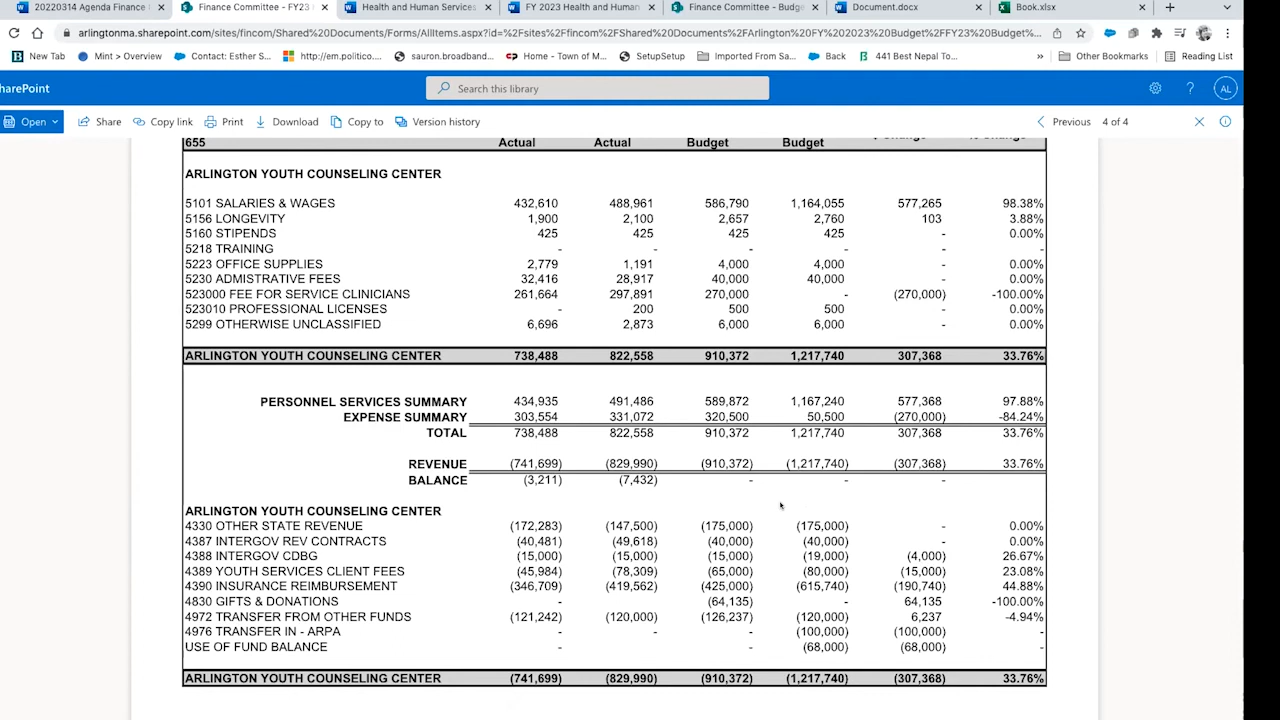 20220314 Agenda Finance
Finance Committee - FY23
Health and Human Services
FY 2023 Health and Human
Finance Committee - Budge
Document.docx
Book.xlsx
arlingtonma.sharepoint.com/sites/fincom/Shared%20Documents/Forms/AllItems.aspx?id=%2Fsites%2Ffincom%2FShared%20Documents%2FArlington%20FY%202023%20Budget%2FFY23%20Budget%...
New Tab Mint > Overview Contact: Esther S... http://em.politico.... sauron.broadband... Home - Town of M... SetupSetup Imported From Sa... Back 441 Best Nepal To... » Other Bookmarks Reading List
harePoint Search this library ? AL
Open Share Copy link Print Download Copy to Version history Previous 4 of 4
655 Actual Actual Budget Budget
ARLINGTON YOUTH COUNSELING CENTER
5101 SALARIES & WAGES 432,610 488,961 586,790 1,164,055 577,265 98.38%
5156 LONGEVITY 1,900 2,100 2,657 2,760 103 3.88%
5160 STIPENDS 425 425 425 425 - 0.00%
5218 TRAINING - - - - - -
5223 OFFICE SUPPLIES 2,779 1,191 4,000 4,000 - 0.00%
5230 ADMISTRATIVE FEES 32,416 28,917 40,000 40,000 - 0.00%
523000 FEE FOR SERVICE CLINICIANS 261,664 297,891 270,000 - (270,000) -100.00%
523010 PROFESSIONAL LICENSES - 200 500 500 - 0.00%
5299 OTHERWISE UNCLASSIFIED 6,696 2,873 6,000 6,000 - 0.00%
ARLINGTON YOUTH COUNSELING CENTER 738,488 822,558 910,372 1,217,740 307,368 33.76%
PERSONNEL SERVICES SUMMARY 434,935 491,486 589,872 1,167,240 577,368 97.88%
EXPENSE SUMMARY 303,554 331,072 320,500 50,500 (270,000) -84.24%
TOTAL 738,488 822,558 910,372 1,217,740 307,368 33.76%
REVENUE (741,699) (829,990) (910,372) (1,217,740) (307,368) 33.76%
BALANCE (3,211) (7,432) - - -
ARLINGTON YOUTH COUNSELING CENTER
4330 OTHER STATE REVENUE (172,283) (147,500) (175,000) (175,000) - 0.00%
4387 INTERGOV REV CONTRACTS (40,481) (49,618) (40,000) (40,000) - 0.00%
4388 INTERGOV CDBG (15,000) (15,000) (15,000) (19,000) (4,000) 26.67%
4389 YOUTH SERVICES CLIENT FEES (45,984) (78,309) (65,000) (80,000) (15,000) 23.08%
4390 INSURANCE REIMBURSEMENT (346,709) (419,562) (425,000) (615,740) (190,740) 44.88%
4830 GIFTS & DONATIONS - (64,135) - 64,135 -100.00%
4972 TRANSFER FROM OTHER FUNDS (121,242) (120,000) (126,237) (120,000) 6,237 -4.94%
4976 TRANSFER IN - ARPA - - - (100,000) (100,000) -
USE OF FUND BALANCE - - (68,000) (68,000) -
ARLINGTON YOUTH COUNSELING CENTER (741,699) (829,990) (910,372) (1,217,740) (307,368) 33.76%